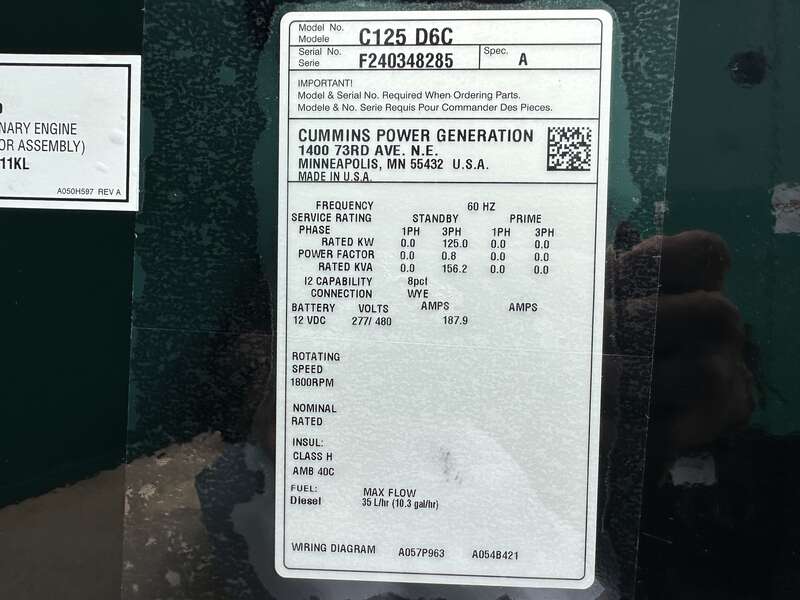 Model No. C125 D6C
Modele
Serial No. F240348285 Spec. A
Serie
IMPORTANT!
Model & Serial No. Required When Ordering Parts.
Modele & No. Serie Requis Pour Commander Des Pieces.
CUMMINS POWER GENERATION
1400 73RD AVE. N.E.
MINNEAPOLIS, MN 55432 U.S.A.
MADE IN U.S.A.
FREQUENCY 60 HZ
SERVICE RATING STANDBY PRIME
PHASE 1PH 3PH 1PH 3PH
RATED KW 0.0 125.0 0.0 0.0
POWER FACTOR 0.0 0.8 0.0 0.0
RATED KVA 0.0 156.2 0.0 0.0
I2 CAPABILITY 8pct
CONNECTION WYE
BATTERY VOLTS AMPS AMPS
12 VDC 277/ 480 187.9
ROTATING
SPEED
1800RPM
NOMINAL
RATED
INSUL:
CLASS H
AMB 40C
FUEL: MAX FLOW
Diesel 35 L/hr (10.3 gal/hr)
WIRING DIAGRAM A057P963 A054B421
NARY ENGINE
OR ASSEMBLY)
11KL
A050H597 REV A